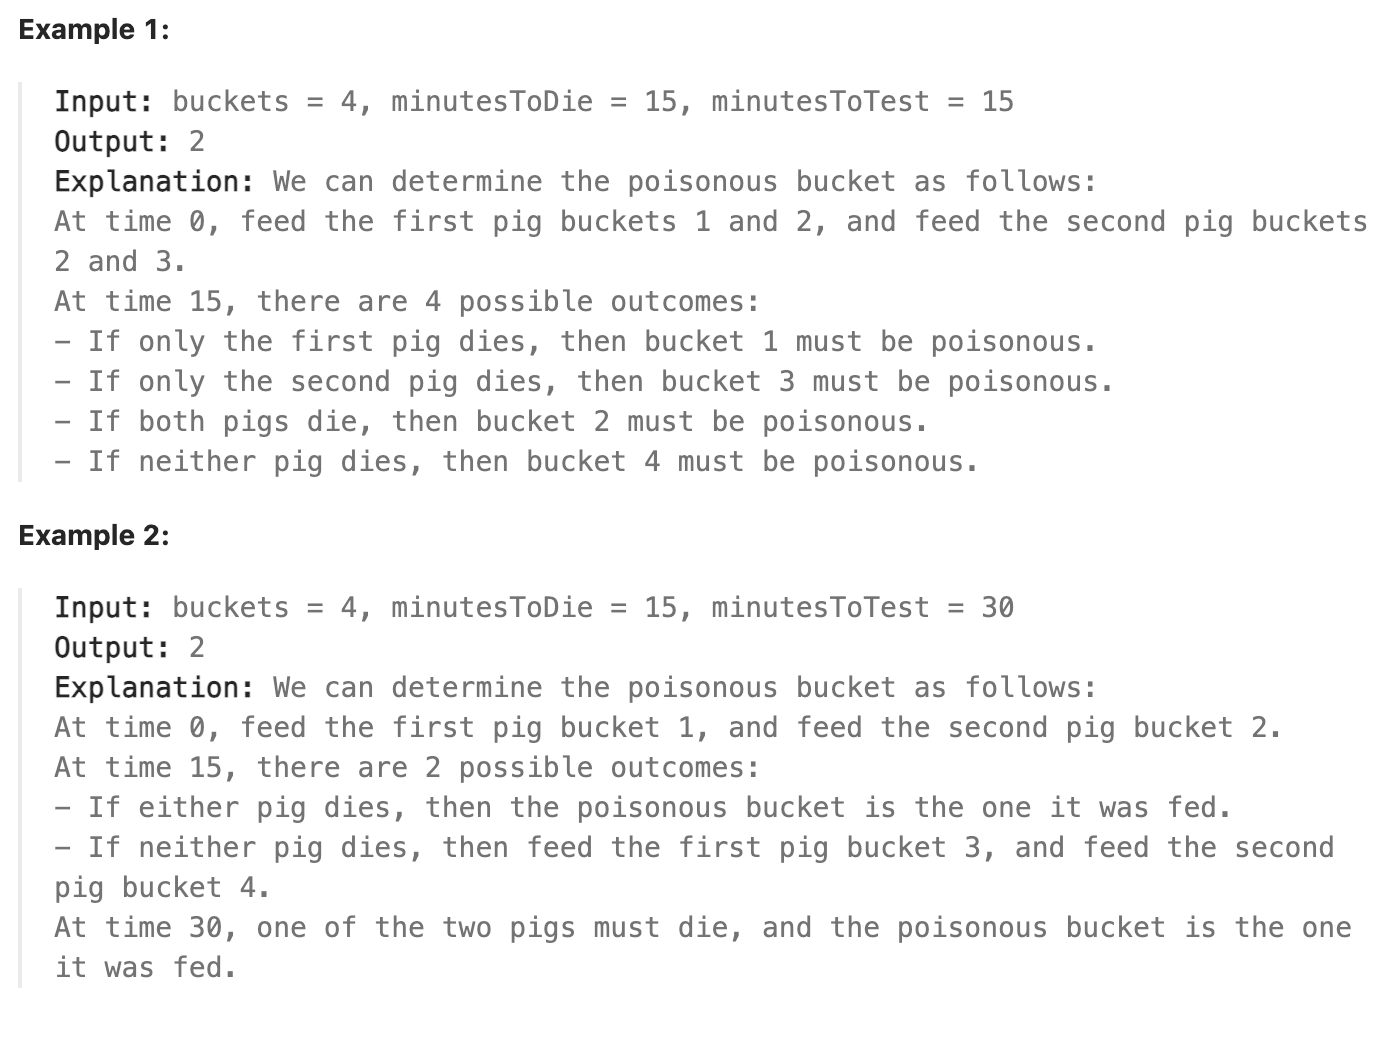 Example 1:
Input: buckets = 4, minutesToDie = 15, minutesToTest = 15
Output: 2
Explanation: We can determine the poisonous bucket as follows:
At time 0, feed the first pig buckets 1 and 2, and feed the second pig buckets
2 and 3.
At time 15, there are 4 possible outcomes:
- If only the first pig dies, then bucket 1 must be poisonous.
- If only the second pig dies, then bucket 3 must be poisonous.
- If both pigs die, then bucket 2 must be poisonous.
- If neither pig dies, then bucket 4 must be poisonous.
Example 2:
Input: buckets = 4, minutesToDie = 15, minutesToTest = 30
Output: 2
Explanation: We can determine the poisonous bucket as follows:
At time 0, feed the first pig bucket 1, and feed the second pig bucket 2.
At time 15, there are 2 possible outcomes:
- If either pig dies, then the poisonous bucket is the one it was fed.
- If neither pig dies, then feed the first pig bucket 3, and feed the second
pig bucket 4.
At time 30, one of the two pigs must die, and the poisonous bucket is the one
it was fed.